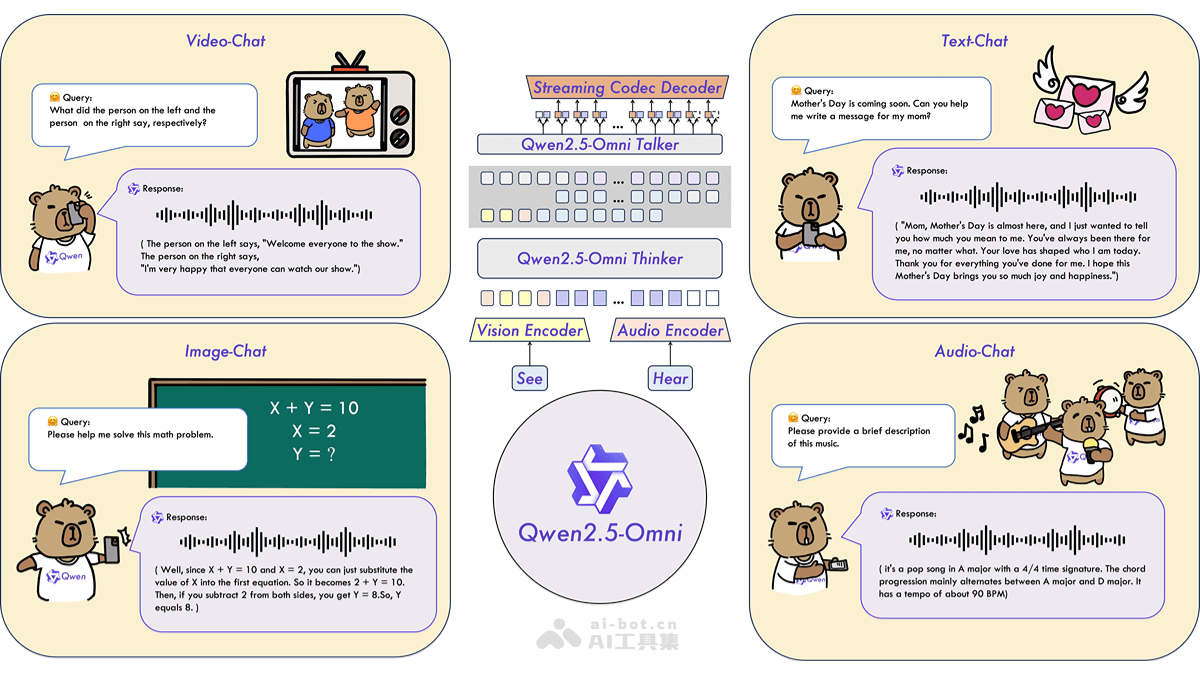 Video-Chat
Query:
What did the person on the left and the
person on the right say, respectively?
Response:
( The person on the left says, "Welcome everyone to the show."
The person on the right says,
"I'm very happy that everyone can watch our show.")
Qwen
Image-Chat
Query:
Please help me solve this math problem.
X + Y = 10
X = 2
Y = ?
Response:
( Well, since X + Y = 10 and X = 2, you can just substitute the
value of X into the first equation. So it becomes 2 + Y = 10.
Then, if you subtract 2 from both sides, you get Y = 8.So, Y
equals 8. )
Qwen
Streaming Codec Decoder
...
Qwen2.5-Omni Talker
...
...
Qwen2.5-Omni Thinker
...
Vision Encoder
Audio Encoder
See
Hear
Qwen2.5-Omni
ai-bot.cn
AI工具集
Text-Chat
Query:
Mother's Day is coming soon. Can you help
me write a message for my mom?
Response:
( "Mom, Mother's Day is almost here, and I just wanted to tell
you how much you mean to me. You've always been there for
me, no matter what. Your love has shaped who I am today.
Thank you for everything you've done for me. I hope this
Mother's Day brings you so much joy and happiness.")
Audio-Chat
Query:
Please provide a brief description
of this music.
Response:
( it's a pop song in A major with a 4/4 time signature. The chord
progression mainly alternates between A major and D major. It
has a tempo of about 90 BPM)